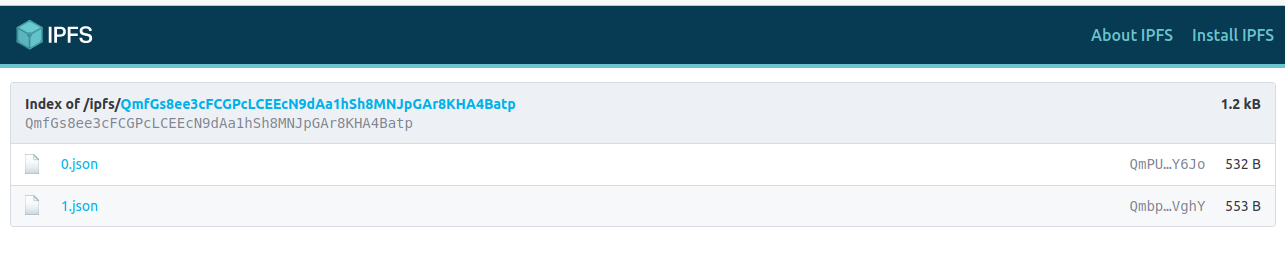 IPFS About IPFS Install IPFS
Index of /ipfs/QmfGs8ee3cFCGPcLCEEcN9dAa1hSh8MNJpGAr8KHA4Batp 1.2 kB
QmfGs8ee3cFCGPcLCEEcN9dAa1hSh8MNJpGAr8KHA4Batp
0.json QmPU…Y6Jo 532 B
1.json Qmbp…VghY 553 B